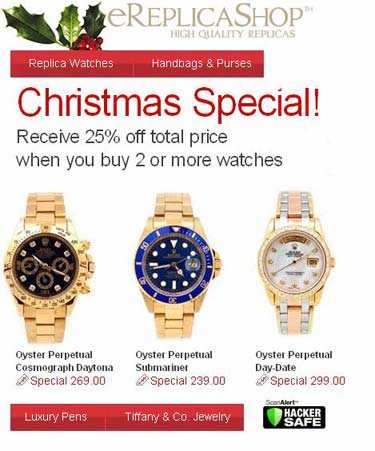 eReplicaShop™
HIGH QUALITY REPLICAS
Replica Watches Handbags & Purses
Christmas Special!
Receive 25% off total price
when you buy 2 or more watches
Oyster Perpetual
Cosmograph Daytona
Special 269.00
Oyster Perpetual
Submariner
Special 239.00
Oyster Perpetual
Day-Date
Special 299.00
Luxury Pens Tiffany & Co. Jewelry
ScanAlert™
HACKER
SAFE